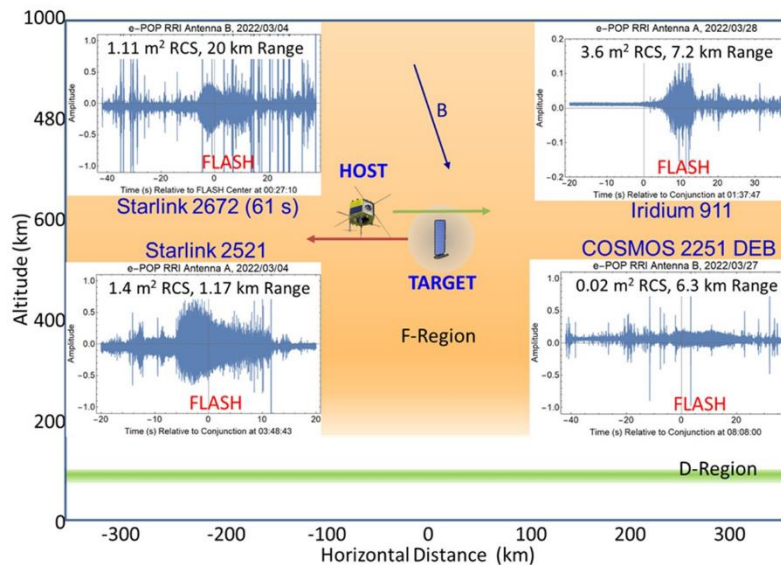 e-POP RRI Antenna B, 2022/03/04
1.11 m² RCS, 20 km Range
1.0
0.5
0.0
-0.5
-1.0
Amplitude
-40 -20 0 20
FLASH
Time (s) Relative to FLASH Center at 00:27:10
Starlink 2672 (61 s)
e-POP RRI Antenna A, 2022/03/28
3.6 m² RCS, 7.2 km Range
0.2
0.1
0.0
-0.1
-0.2
Amplitude
-20 -10 0 10 20 30
FLASH
Time (s) Relative to Conjunction at 01:37:47
Iridium 911
B
HOST
TARGET
F-Region
D-Region
Starlink 2521
e-POP RRI Antenna A, 2022/03/04
1.4 m² RCS, 1.17 km Range
1.0
0.5
0.0
-0.5
-1.0
Amplitude
-20 -10 0 10 20
FLASH
Time (s) Relative to Conjunction at 03:48:43
COSMOS 2251 DEB
e-POP RRI Antenna B, 2022/03/27
0.02 m² RCS, 6.3 km Range
1.0
0.5
0.0
-0.5
-1.0
Amplitude
-40 -20 0 20
FLASH
Time (s) Relative to Conjunction at 08:08:00
1000
480
600
400
200
0
Altitude (km)
-300 -200 -100 0 100 200 300
Horizontal Distance (km)